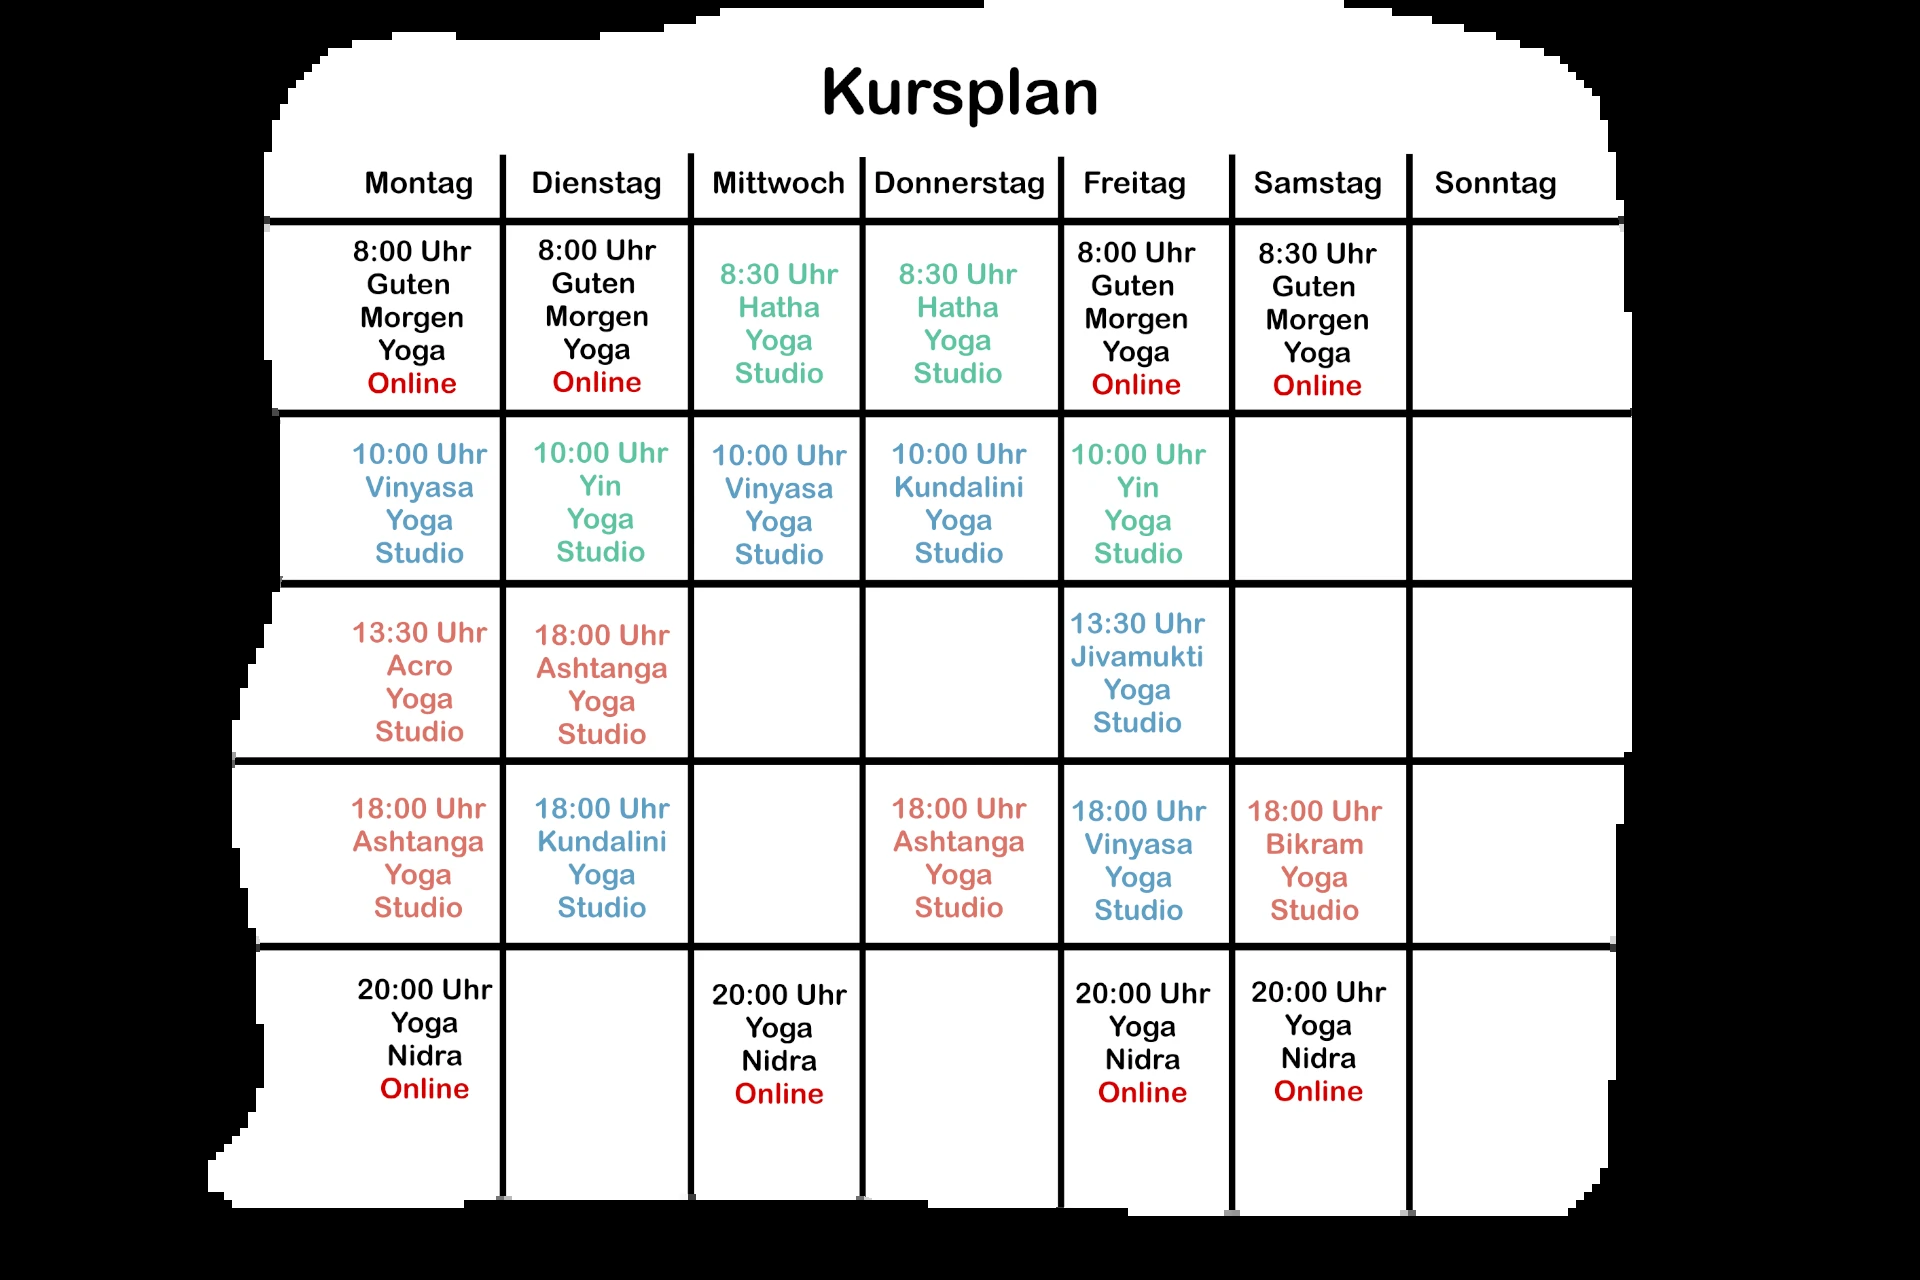 Kursplan
Montag
Dienstag
Mittwoch
Donnerstag
Freitag
Samstag
Sonntag
8:00 Uhr
Guten
Morgen
Yoga
Online
8:00 Uhr
Guten
Morgen
Yoga
Online
8:30 Uhr
Hatha
Yoga
Studio
8:30 Uhr
Hatha
Yoga
Studio
8:00 Uhr
Guten
Morgen
Yoga
Online
8:30 Uhr
Guten
Morgen
Yoga
Online
10:00 Uhr
Vinyasa
Yoga
Studio
10:00 Uhr
Yin
Yoga
Studio
10:00 Uhr
Vinyasa
Yoga
Studio
10:00 Uhr
Kundalini
Yoga
Studio
10:00 Uhr
Yin
Yoga
Studio
13:30 Uhr
Acro
Yoga
Studio
18:00 Uhr
Ashtanga
Yoga
Studio
13:30 Uhr
Jivamukti
Yoga
Studio
18:00 Uhr
Ashtanga
Yoga
Studio
18:00 Uhr
Kundalini
Yoga
Studio
18:00 Uhr
Ashtanga
Yoga
Studio
18:00 Uhr
Vinyasa
Yoga
Studio
18:00 Uhr
Bikram
Yoga
Studio
20:00 Uhr
Yoga
Nidra
Online
20:00 Uhr
Yoga
Nidra
Online
20:00 Uhr
Yoga
Nidra
Online
20:00 Uhr
Yoga
Nidra
Online